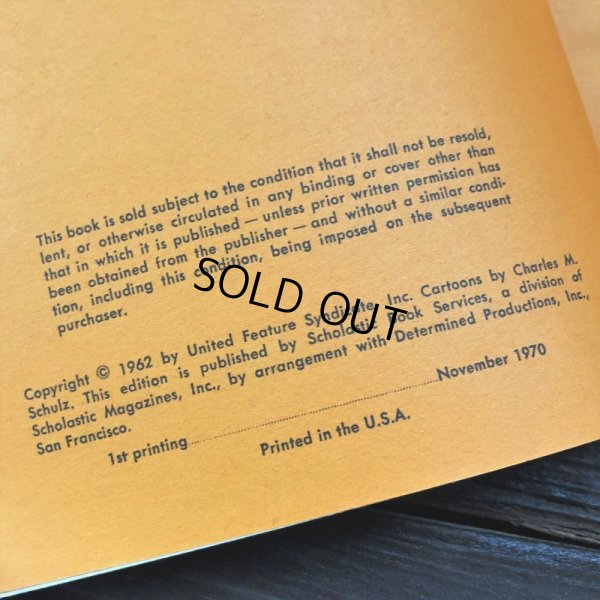 This book is sold subject to the condition that it shall not be resold,
lent, or otherwise circulated in any binding or cover other than
that in which it is published — unless prior written permission has
been obtained from the publisher — and without a similar condi-
tion, including this condition, being imposed on the subsequent
purchaser.
SOLD OUT
Copyright © 1962 by United Feature Syndicate, Inc. Cartoons by Charles M.
Schulz. This edition is published by Scholastic Book Services, a division of
Scholastic Magazines, Inc., by arrangement with Determined Productions, Inc.,
San Francisco.
1st printing..................................................November 1970
Printed in the U.S.A.